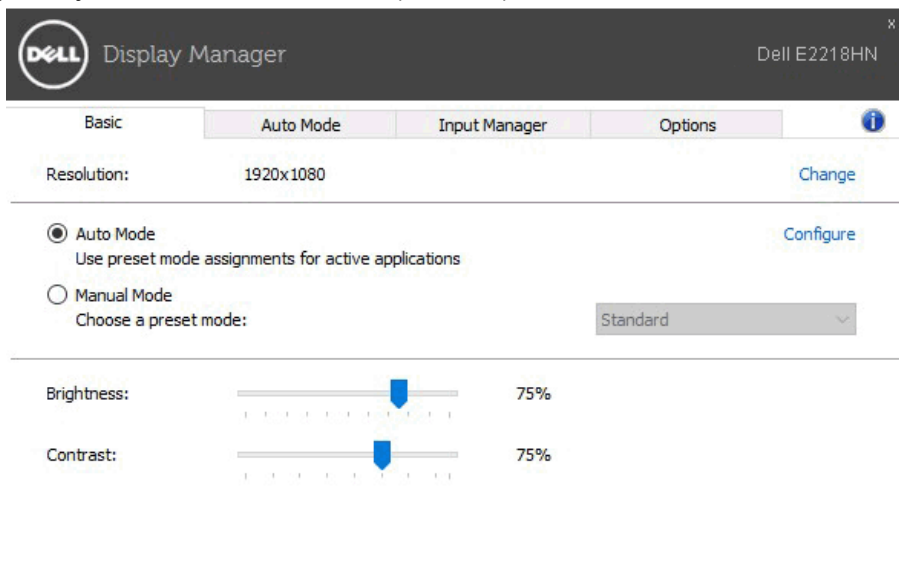 x
DELL Display Manager Dell E2218HN
Basic Auto Mode Input Manager Options i
Resolution: 1920x1080 Change
Auto Mode Configure
Use preset mode assignments for active applications
Manual Mode
Choose a preset mode: Standard
Brightness: 75%
Contrast: 75%